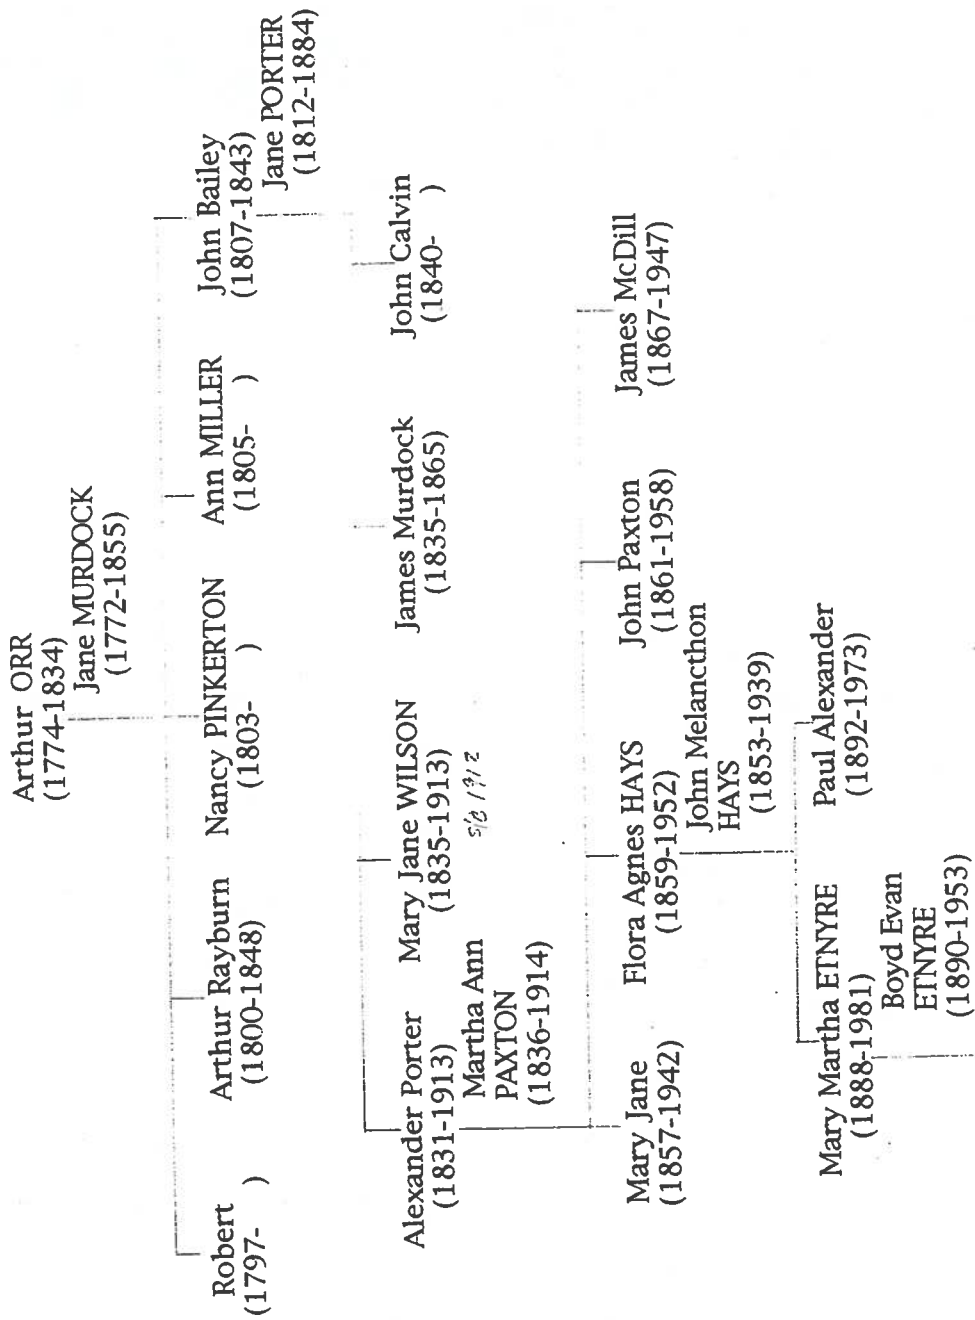 Arthur ORR
(1774-1834)
Jane MURDOCK
(1772-1855)
Robert
(1797- )
Arthur Rayburn
(1800-1848)
Nancy PINKERTON
(1803- )
Ann MILLER
(1805- )
John Bailey
(1807-1843)
Jane PORTER
(1812-1884)
Alexander Porter
(1831-1913)
Martha Ann
PAXTON
(1836-1914)
Mary Jane WILSON
(1835-1913)
s/b 1912
James Murdock
(1835-1865)
John Calvin
(1840- )
Mary Jane
(1857-1942)
Flora Agnes HAYS
(1859-1952)
John Melancthon
HAYS
(1853-1939)
John Paxton
(1861-1958)
James McDill
(1867-1947)
Mary Martha ETNYRE
(1888-1981)
Boyd Evan
ETNYRE
(1890-1953)
Paul Alexander
(1892-1973)